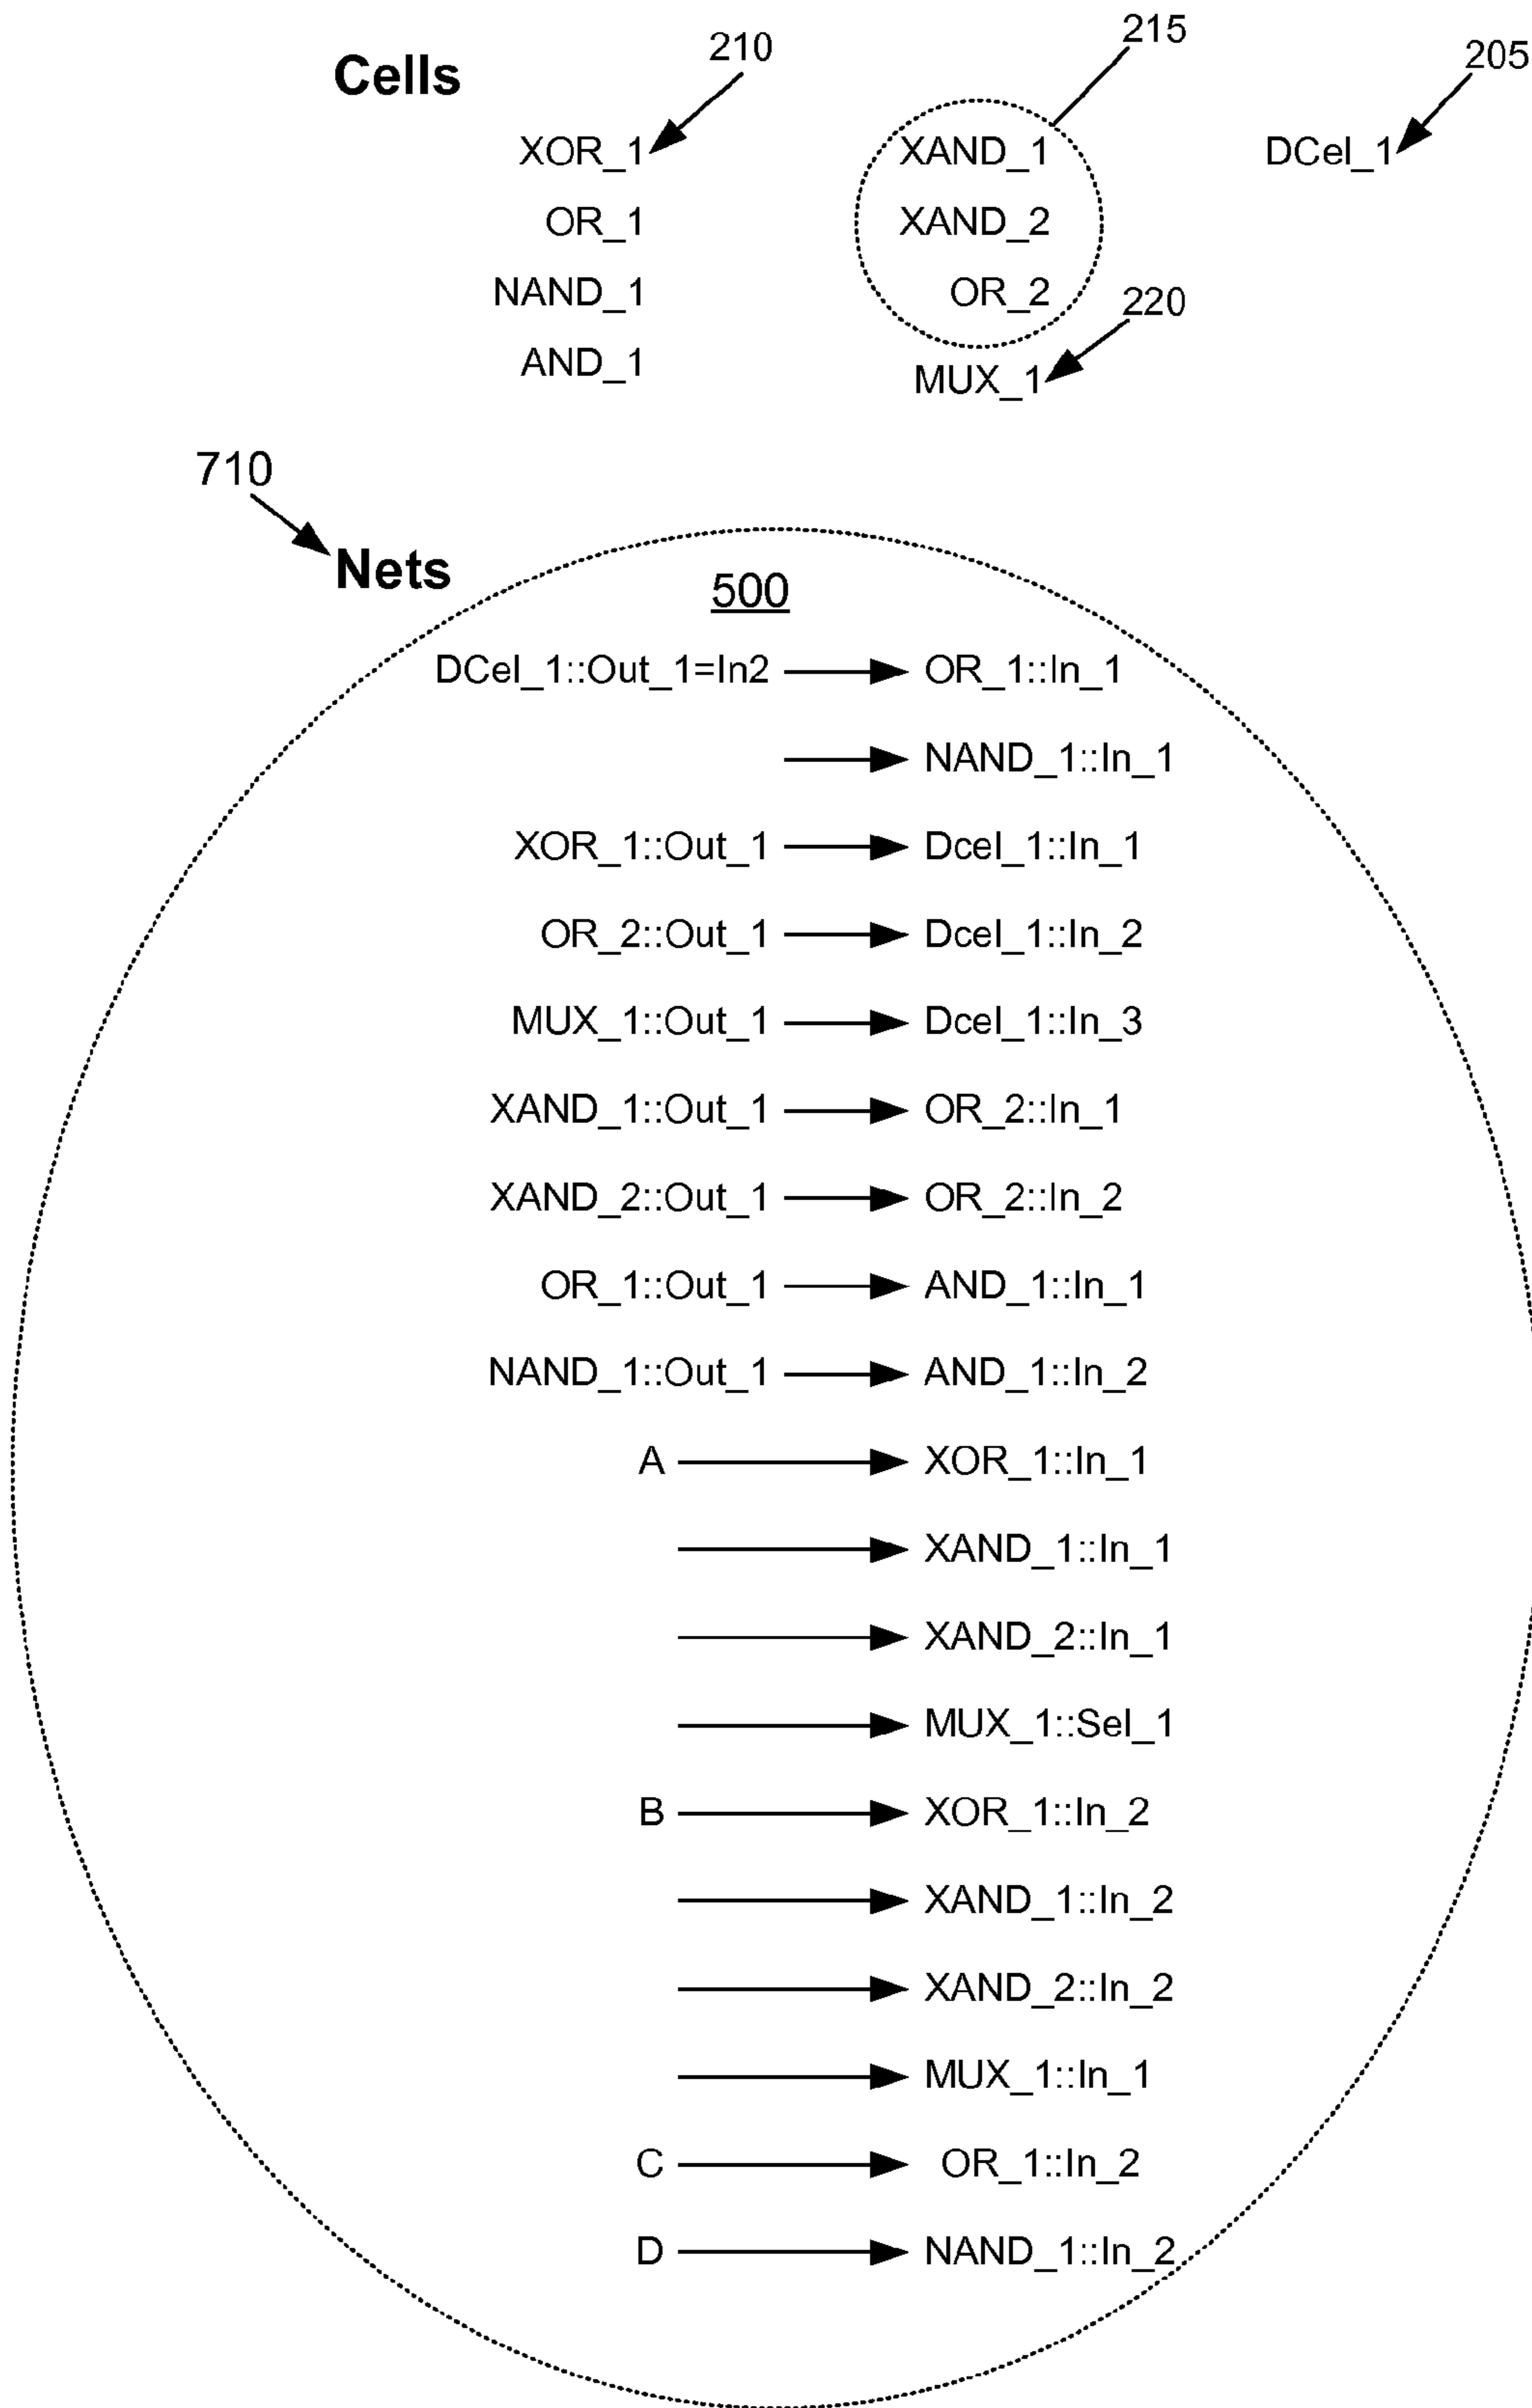 Cells
210
215
205
XOR_1
XAND_1
DCel_1
OR_1
XAND_2
NAND_1
OR_2
220
AND_1
MUX_1
710
Nets
500
DCel_1::Out_1=In2 OR_1::In_1
NAND_1::In_1
XOR_1::Out_1 Dcel_1::In_1
OR_2::Out_1 Dcel_1::In_2
MUX_1::Out_1 Dcel_1::In_3
XAND_1::Out_1 OR_2::In_1
XAND_2::Out_1 OR_2::In_2
OR_1::Out_1 AND_1::In_1
NAND_1::Out_1 AND_1::In_2
A XOR_1::In_1
XAND_1::In_1
XAND_2::In_1
MUX_1::Sel_1
B XOR_1::In_2
XAND_1::In_2
XAND_2::In_2
MUX_1::In_1
C OR_1::In_2
D NAND_1::In_2